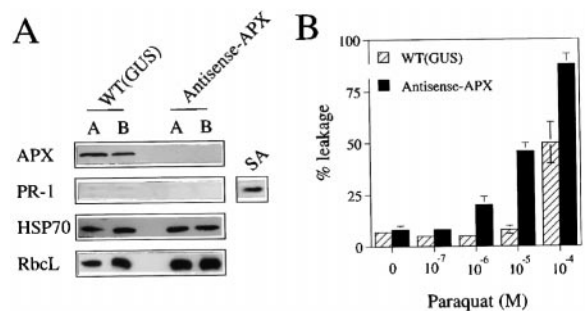 A
WT(GUS)
Antisense-APX
A B A B
APX
SA
PR-1
HSP70
RbcL
B
100
75
50
25
0
% leakage
WT(GUS)
Antisense-APX
0 10-7 10-6 10-5 10-4
Paraquat (M)